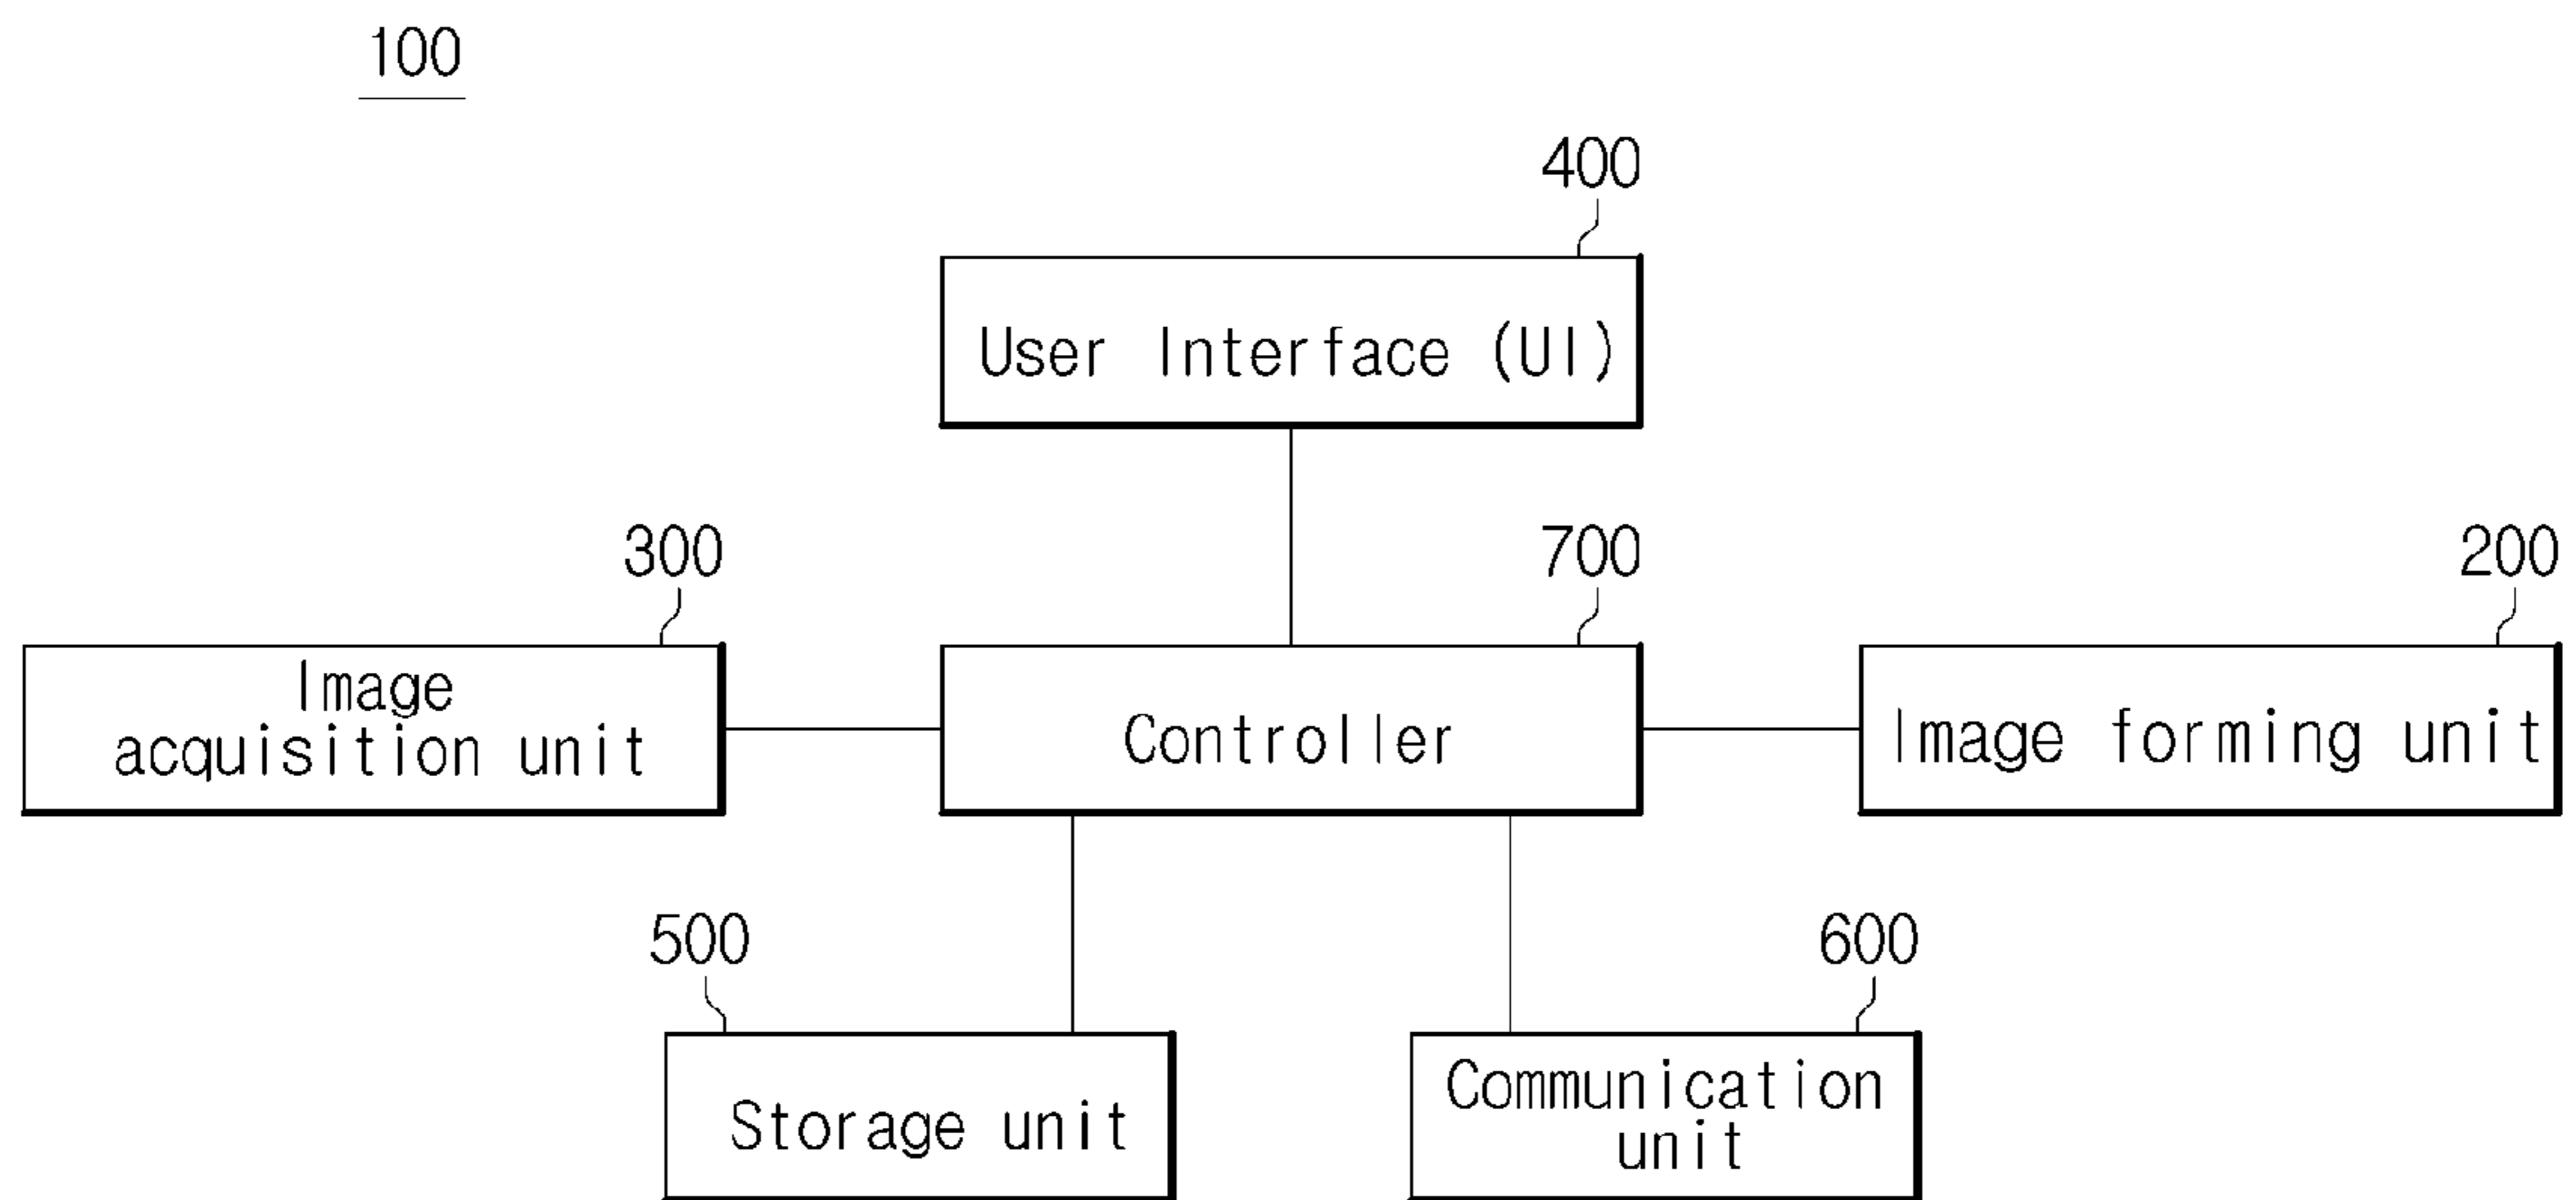 100
400
User Interface (UI)
300
700
200
Image
acquisition unit
Controller
Image forming unit
500
600
Storage unit
Communication
unit